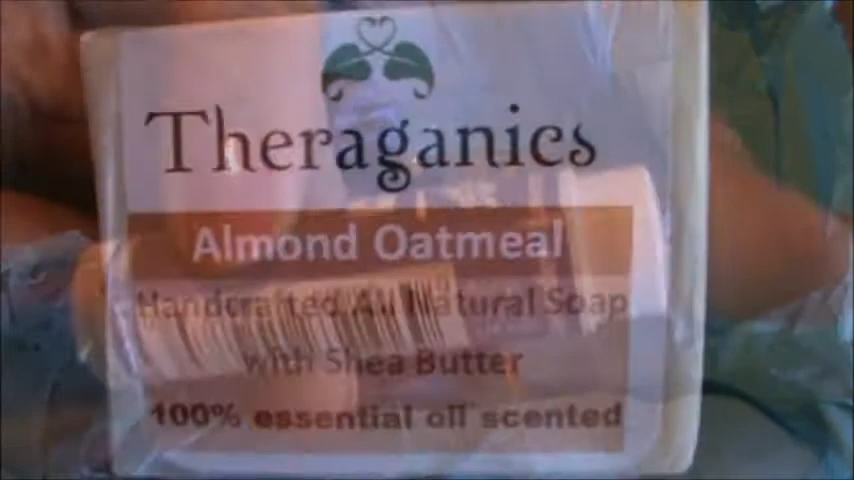 Theraganics
Almond Oatmeal
Handcrafted All Natural Soap
with Shea Butter
100% essential oil scented